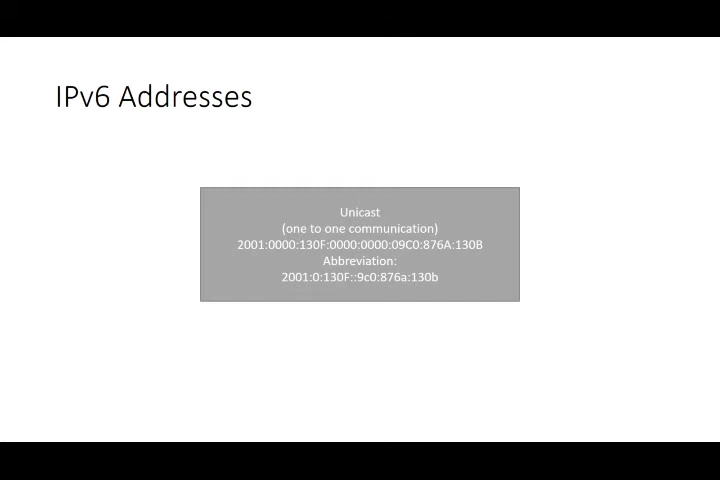 IPv6 Addresses
Unicast
(one to one communication)
2001:0000:130F:0000:0000:09C0:876A:130B
Abbreviation:
2001:0:130F::9c0:876a:130b